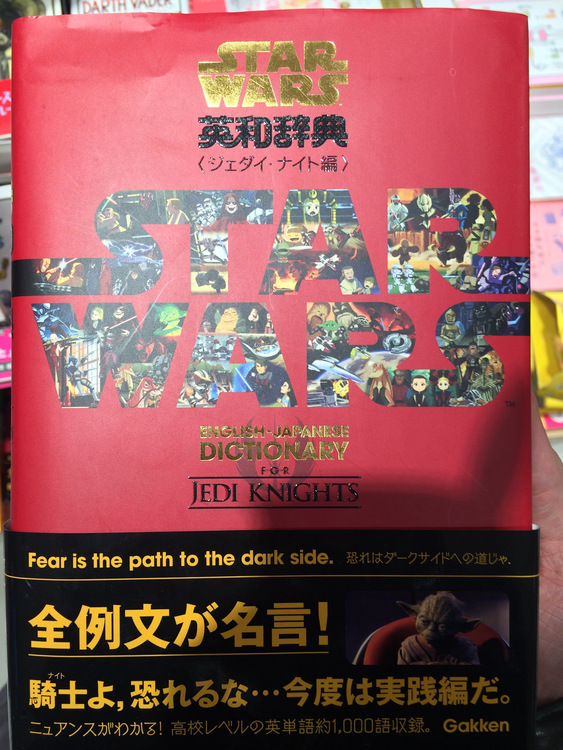 DARTH VADER
STAR
WARS
英和辞典
〈ジェダイ・ナイト編〉
STAR
WARS
TM
ENGLISH-JAPANESE
DICTIONARY
FOR
JEDI KNIGHTS
Fear is the path to the dark side. 恐れはダークサイドへの道じゃ、
全例文が名言!
ナイト
騎士よ,恐れるな…今度は実践編だ。
ニュアンスがわかる! 高校レベルの英単語約1,000語収録。 Gakken